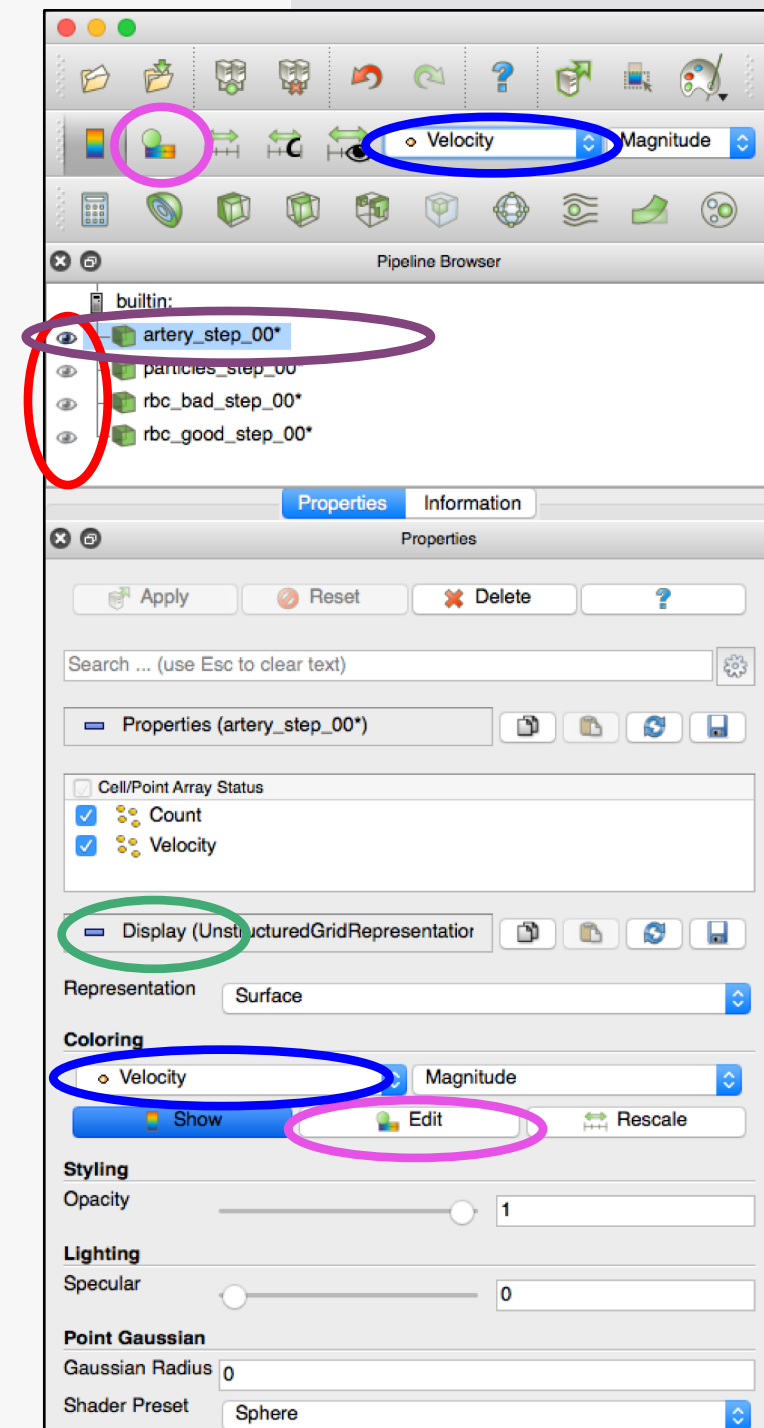 Velocity Magnitude
Pipeline Browser
builtin:
artery_step_00*
particles_step_00*
rbc_bad_step_00*
rbc_good_step_00*
Properties Information
Properties
Apply Reset Delete ?
Search ... (use Esc to clear text)
Properties (artery_step_00*)
Cell/Point Array Status
Count
Velocity
Display (UnstructuredGridRepresentation
Representation Surface
Coloring
Velocity Magnitude
Show Edit Rescale
Styling
Opacity 1
Lighting
Specular 0
Point Gaussian
Gaussian Radius 0
Shader Preset Sphere